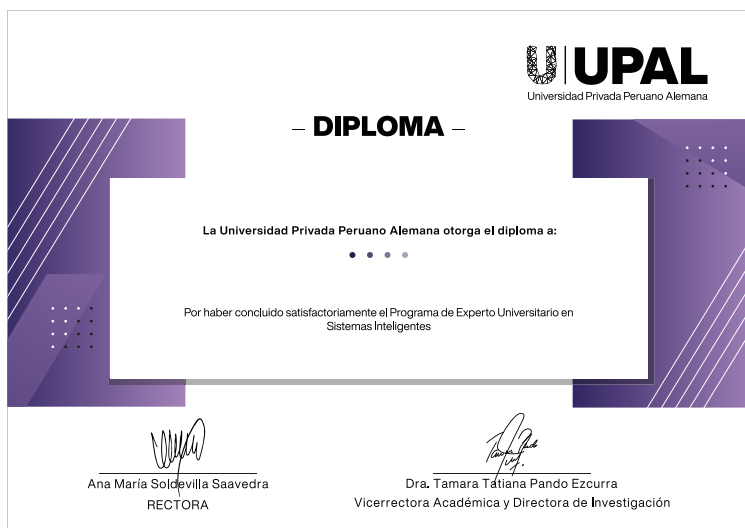 UPAL
Universidad Privada Peruano Alemana
– DIPLOMA –
La Universidad Privada Peruano Alemana otorga el diploma a:
Por haber concluido satisfactoriamente el Programa de Experto Universitario en
Sistemas Inteligentes
Ana María Soldevilla Saavedra
RECTORA
Dra. Tamara Tatiana Pando Ezcurra
Vicerrectora Académica y Directora de Investigación